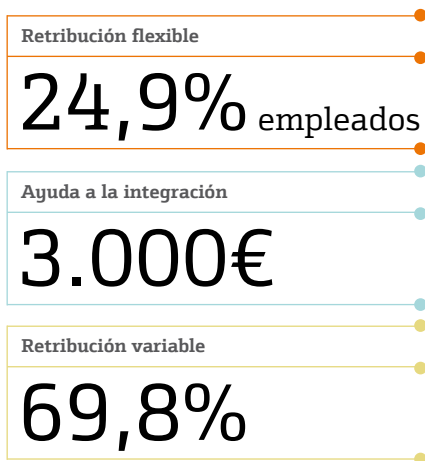 Retribución flexible
24,9% empleados
Ayuda a la integración
3.000€
Retribución variable
69,8%